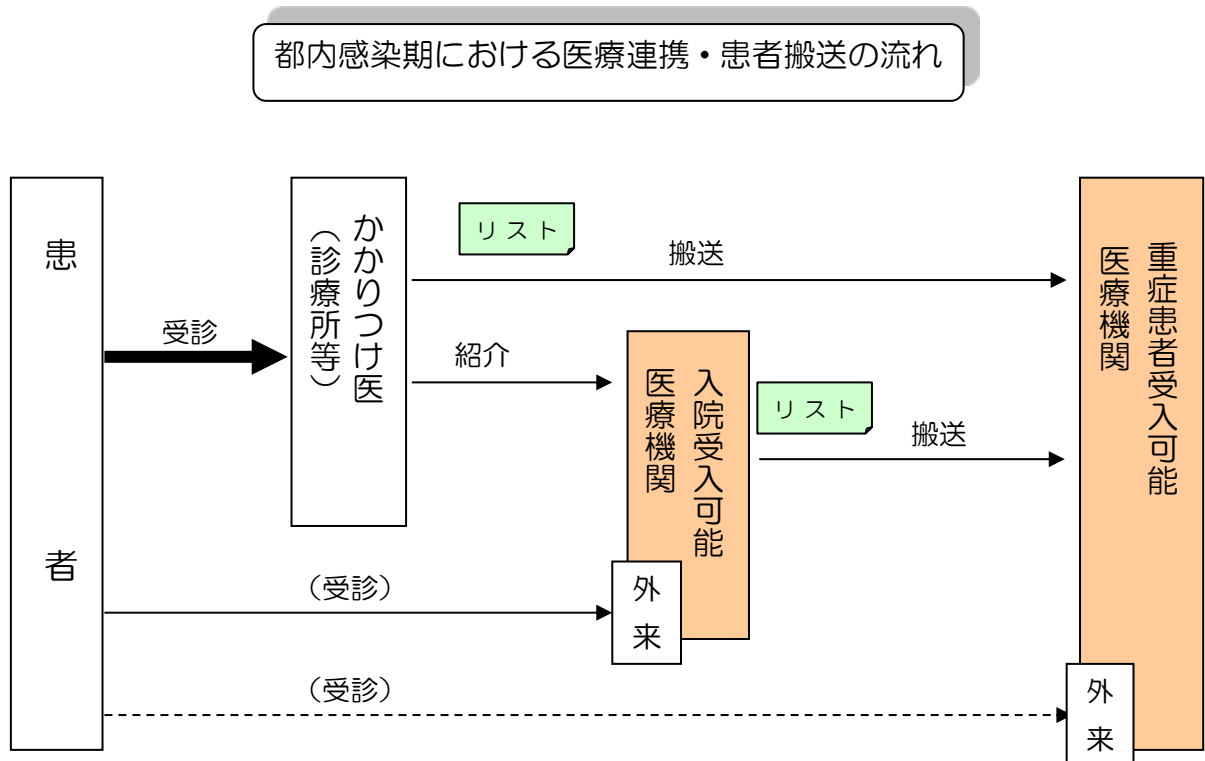 都内感染期における医療連携・患者搬送の流れ
患者
受診
かかりつけ医
（診療所等）
リスト
搬送
紹介
入院受入可能
医療機関
リスト
搬送
重症患者受入可能
医療機関
（受診）
外来
（受診）
外来